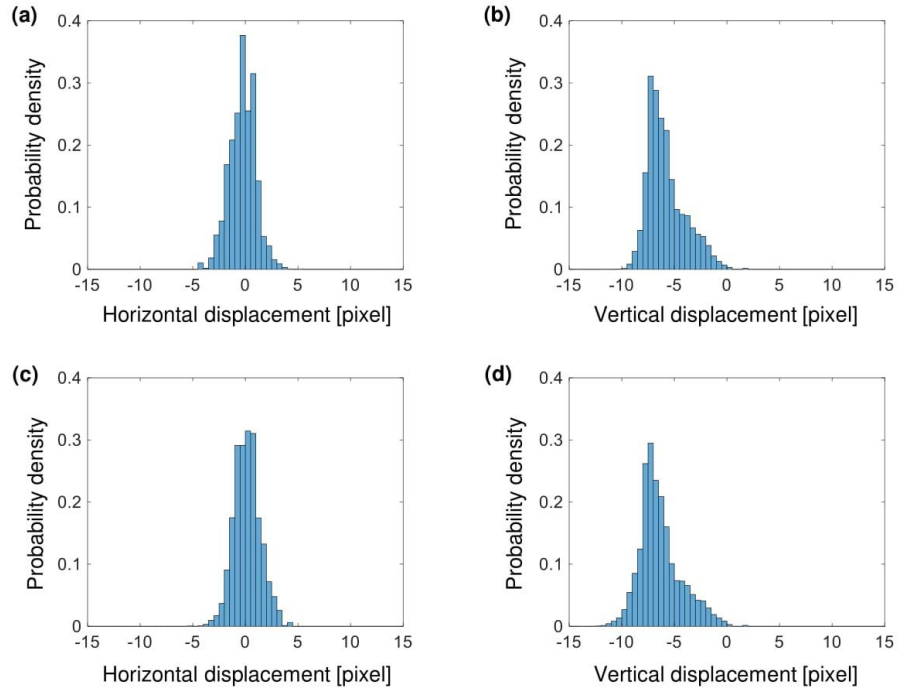 (a)
0.4
0.3
0.2
0.1
0
Probability density
-15 -10 -5 0 5 10 15
Horizontal displacement [pixel]
(b)
0.4
0.3
0.2
0.1
0
Probability density
-15 -10 -5 0 5 10 15
Vertical displacement [pixel]
(c)
0.4
0.3
0.2
0.1
0
Probability density
-15 -10 -5 0 5 10 15
Horizontal displacement [pixel]
(d)
0.4
0.3
0.2
0.1
0
Probability density
-15 -10 -5 0 5 10 15
Vertical displacement [pixel]